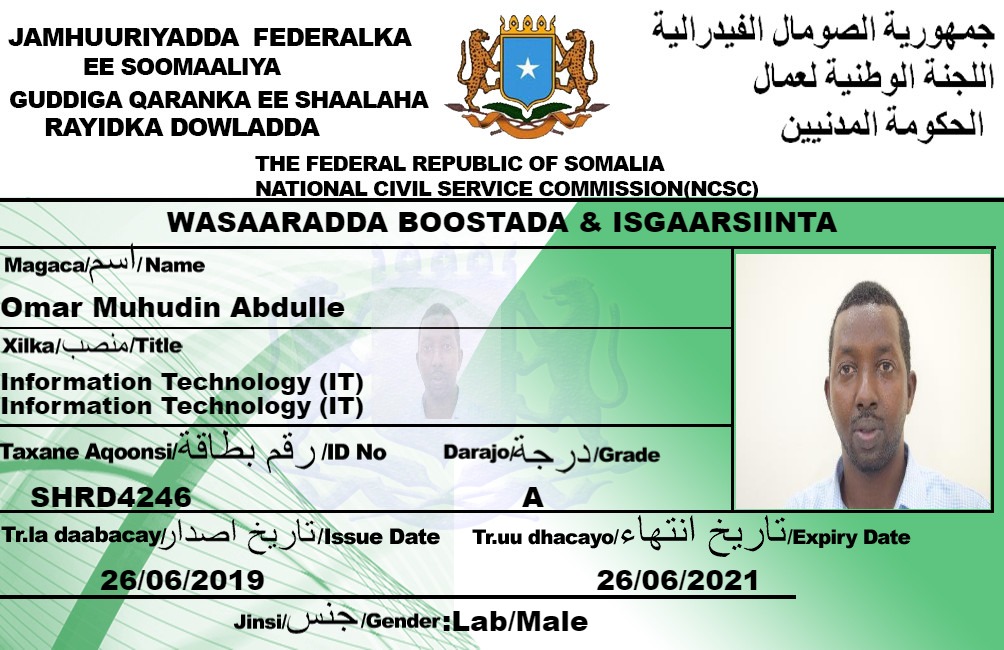 JAMHUURIYADDA FEDERALKA
EE SOOMAALIYA
GUDDIGA QARANKA EE SHAALAHA
RAYIDKA DOWLADDA
جمهورية الصومال الفيدرالية
اللجنة الوطنية لعمال
الحكومة المدنيين
THE FEDERAL REPUBLIC OF SOMALIA
NATIONAL CIVIL SERVICE COMMISSION(NCSC)
WASAARADDA BOOSTADA & ISGAARSIINTA
Magaca/اسم/Name
Omar Muhudin Abdulle
Xilka/منصب/Title
Information Technology (IT)
Information Technology (IT)
Taxane Aqoonsi/رقم بطاقة/ID No
Darajo/درجة/Grade
SHRD4246
A
Tr.la daabacay/تاريخ اصدار/Issue Date
Tr.uu dhacayo/تاريخ انتهاء/Expiry Date
26/06/2019
26/06/2021
Jinsi/جنس/Gender:Lab/Male